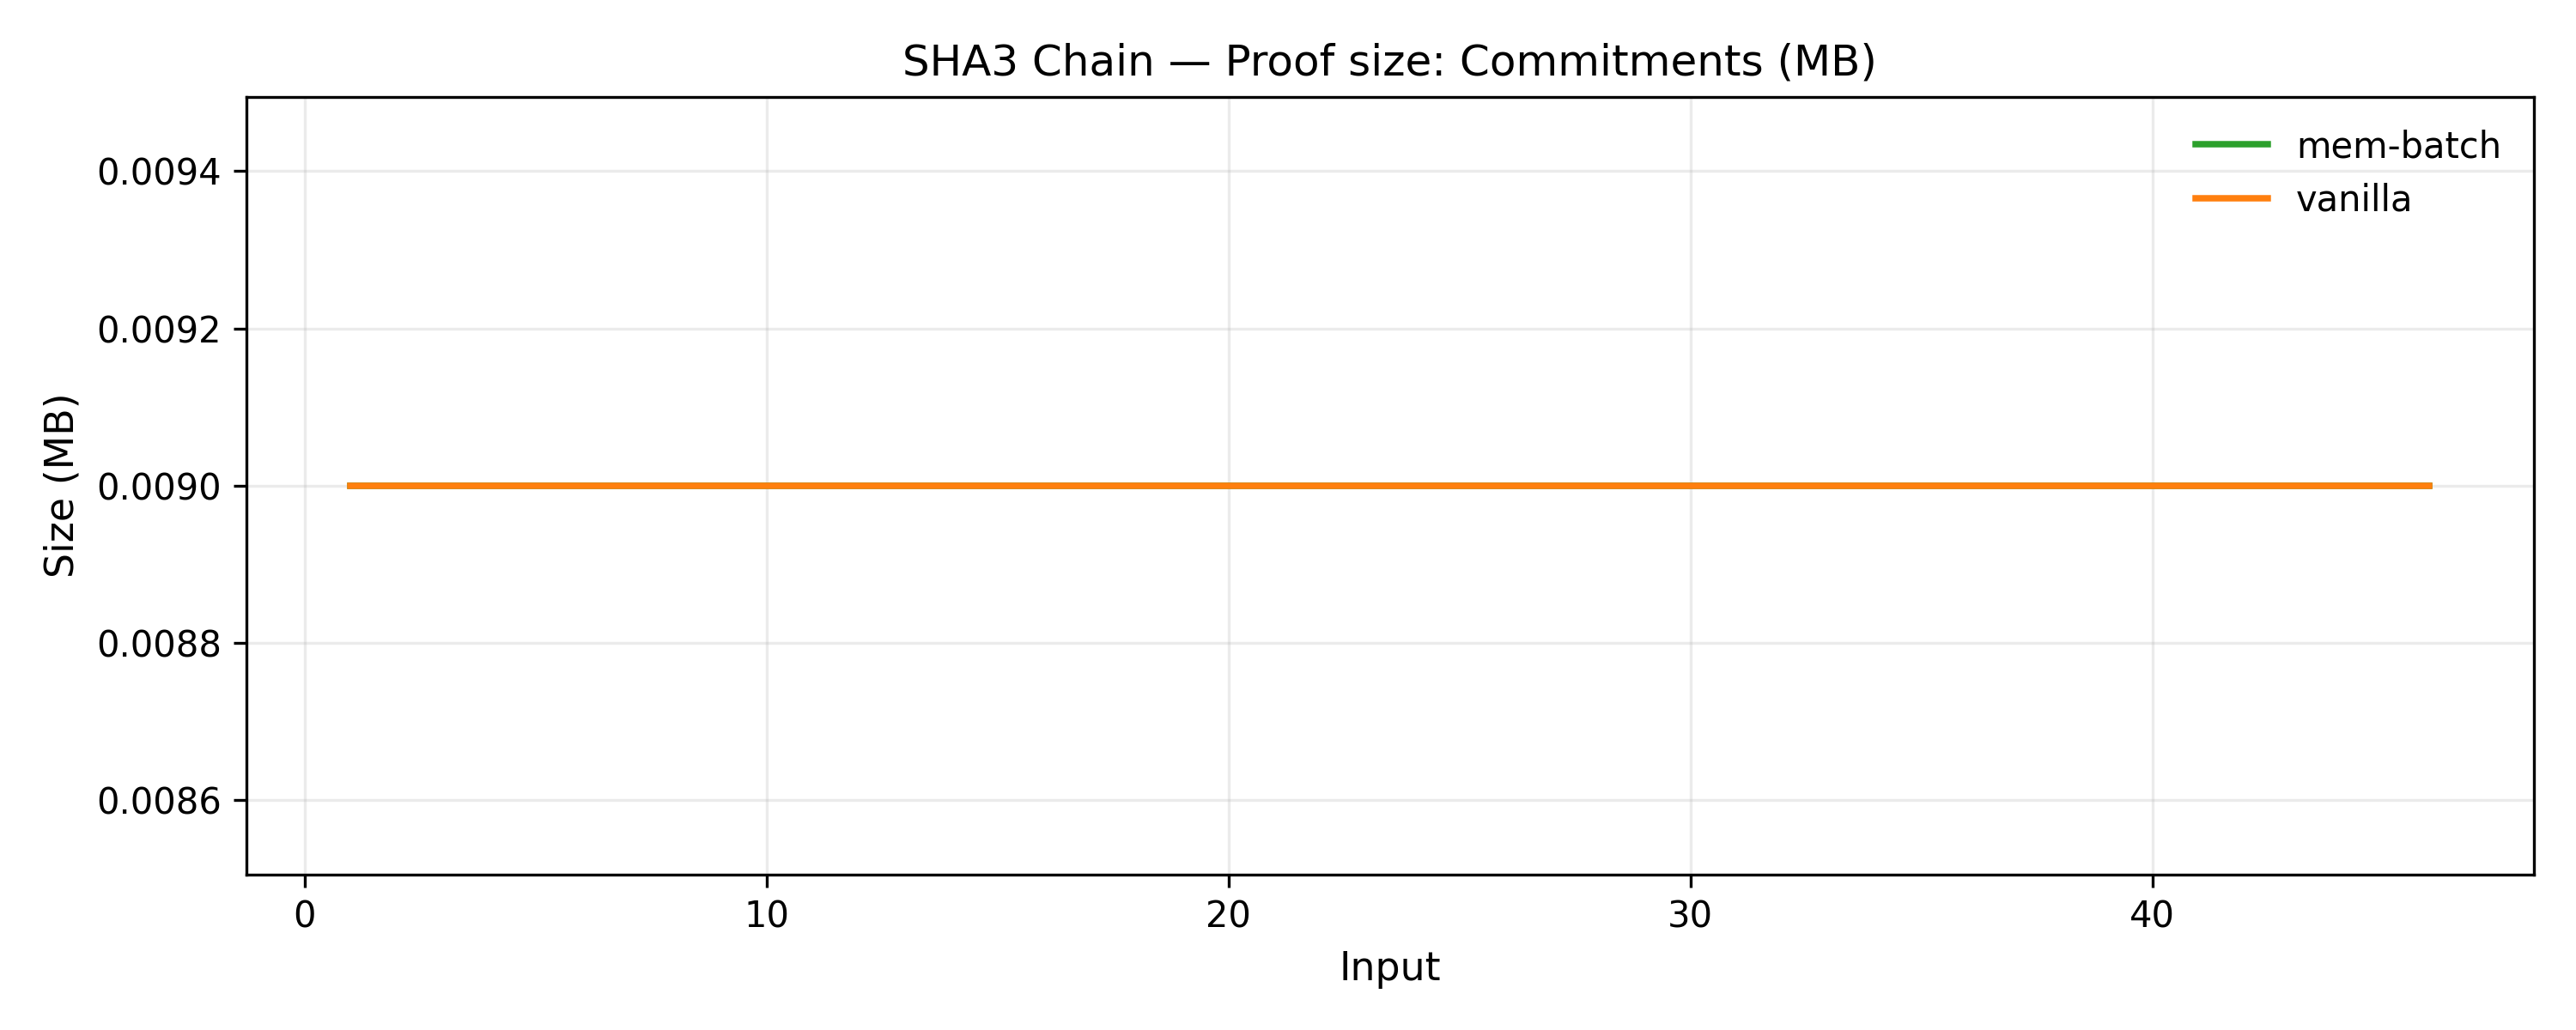 SHA3 Chain — Proof size: Commitments (MB)
mem-batch
vanilla
Size (MB)
0.0094
0.0092
0.0090
0.0088
0.0086
0 10 20 30 40
Input